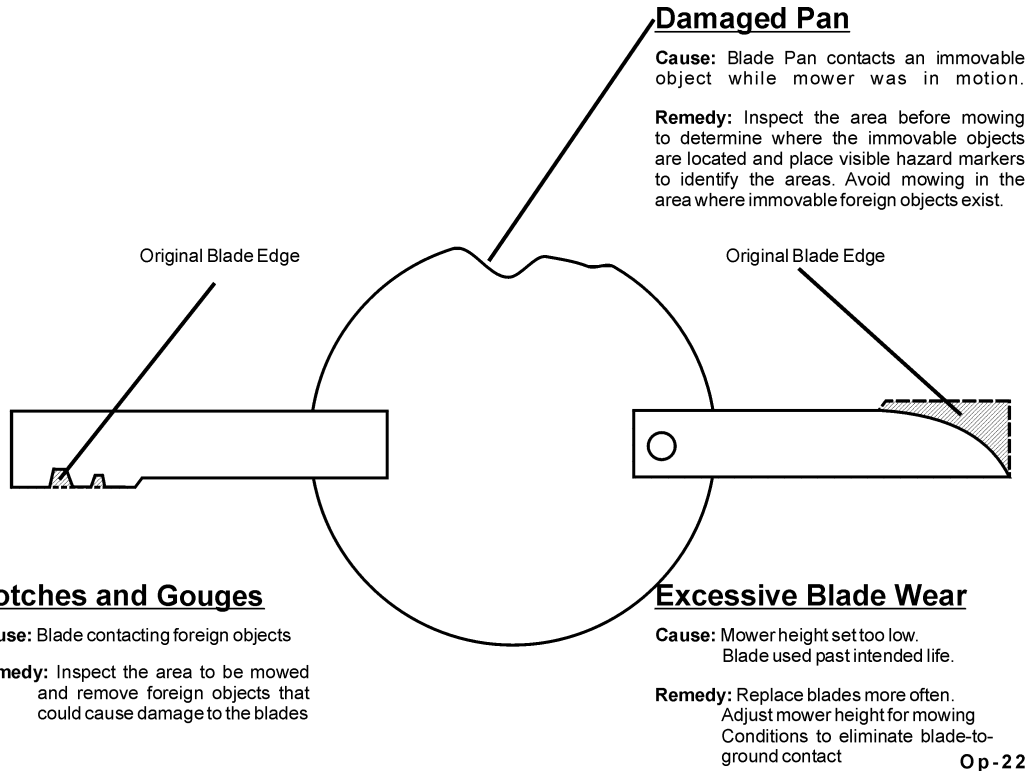 Damaged Pan
Cause: Blade Pan contacts an immovable
object while mower was in motion.
Remedy: Inspect the area before mowing
to determine where the immovable objects
are located and place visible hazard markers
to identify the areas. Avoid mowing in the
area where immovable foreign objects exist.
Original Blade Edge
Original Blade Edge
otches and Gouges
use: Blade contacting foreign objects
medy: Inspect the area to be mowed
and remove foreign objects that
could cause damage to the blades
Excessive Blade Wear
Cause: Mower height set too low.
Blade used past intended life.
Remedy: Replace blades more often.
Adjust mower height for mowing
Conditions to eliminate blade-to-
ground contact
Op-22